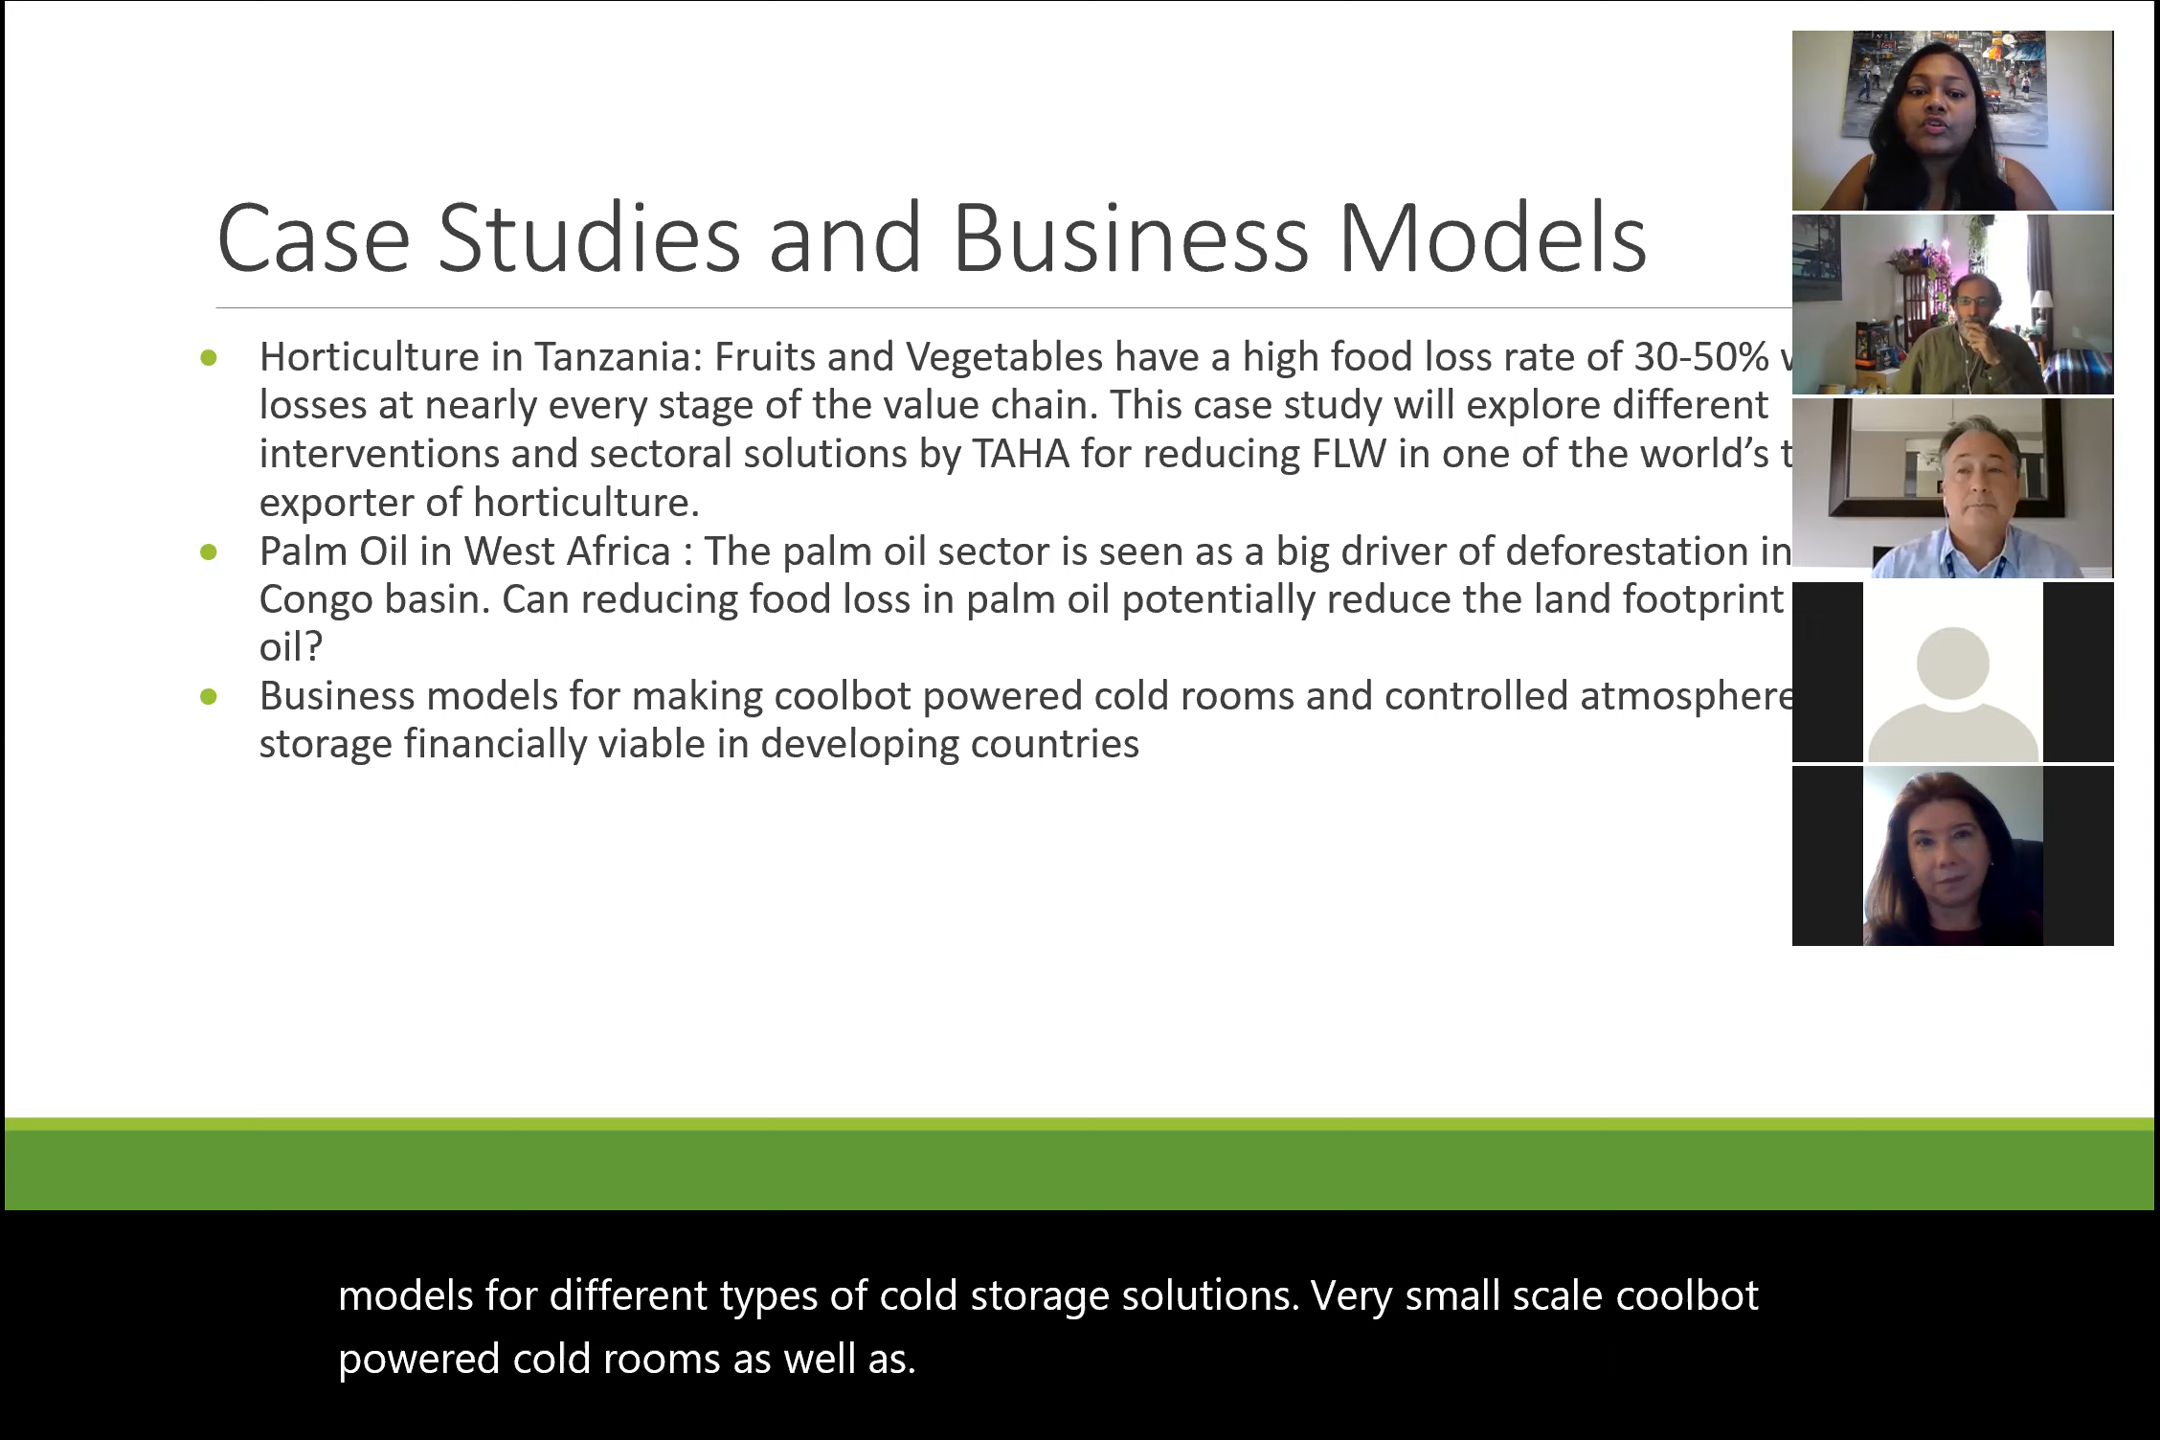 Case Studies and Business Models
Horticulture in Tanzania: Fruits and Vegetables have a high food loss rate of 30-50%
losses at nearly every stage of the value chain. This case study will explore different
interventions and sectoral solutions by TAHA for reducing FLW in one of the world’s
exporter of horticulture.
Palm Oil in West Africa : The palm oil sector is seen as a big driver of deforestation in
Congo basin. Can reducing food loss in palm oil potentially reduce the land footprint
oil?
Business models for making coolbot powered cold rooms and controlled atmosphere
storage financially viable in developing countries
models for different types of cold storage solutions. Very small scale coolbot
powered cold rooms as well as.